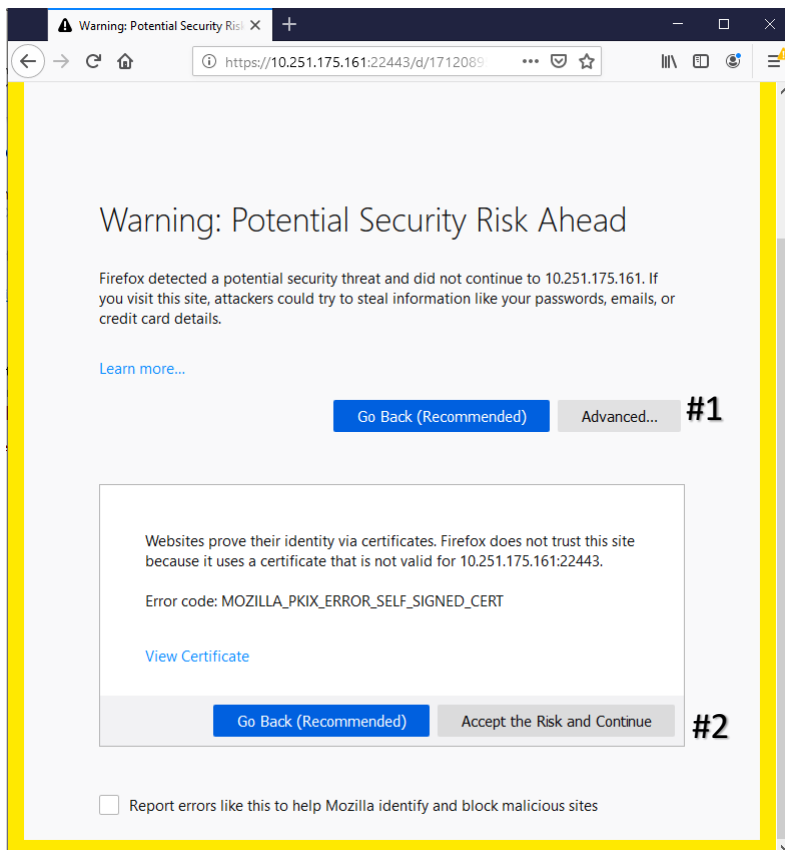 Warning: Potential Security Ris
https://10.251.175.161:22443/d/1712089
Warning: Potential Security Risk Ahead
Firefox detected a potential security threat and did not continue to 10.251.175.161. If
you visit this site, attackers could try to steal information like your passwords, emails, or
credit card details.
Learn more...
Go Back (Recommended) Advanced... #1
Websites prove their identity via certificates. Firefox does not trust this site
because it uses a certificate that is not valid for 10.251.175.161:22443.
Error code: MOZILLA_PKIX_ERROR_SELF_SIGNED_CERT
View Certificate
Go Back (Recommended) Accept the Risk and Continue #2
Report errors like this to help Mozilla identify and block malicious sites